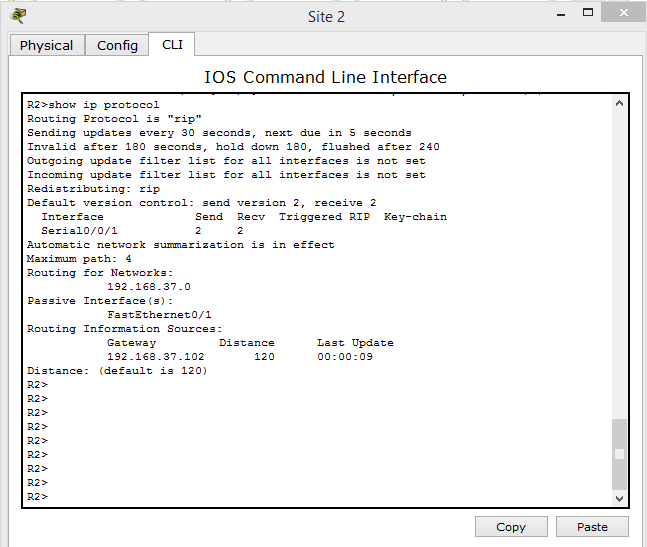 Site 2
Physical Config CLI
IOS Command Line Interface
R2>show ip protocol
Routing Protocol is "rip"
Sending updates every 30 seconds, next due in 5 seconds
Invalid after 180 seconds, hold down 180, flushed after 240
Outgoing update filter list for all interfaces is not set
Incoming update filter list for all interfaces is not set
Redistributing: rip
Default version control: send version 2, receive 2
  Interface             Send  Recv  Triggered RIP  Key-chain
  Serial0/0/1           2     2
Automatic network summarization is in effect
Maximum path: 4
Routing for Networks:
            192.168.37.0
Passive Interface(s):
            FastEthernet0/1
Routing Information Sources:
            Gateway         Distance      Last Update
            192.168.37.102       120      00:00:09
Distance: (default is 120)
R2>
R2>
R2>
R2>
R2>
R2>
R2>
R2>
R2>
Copy Paste